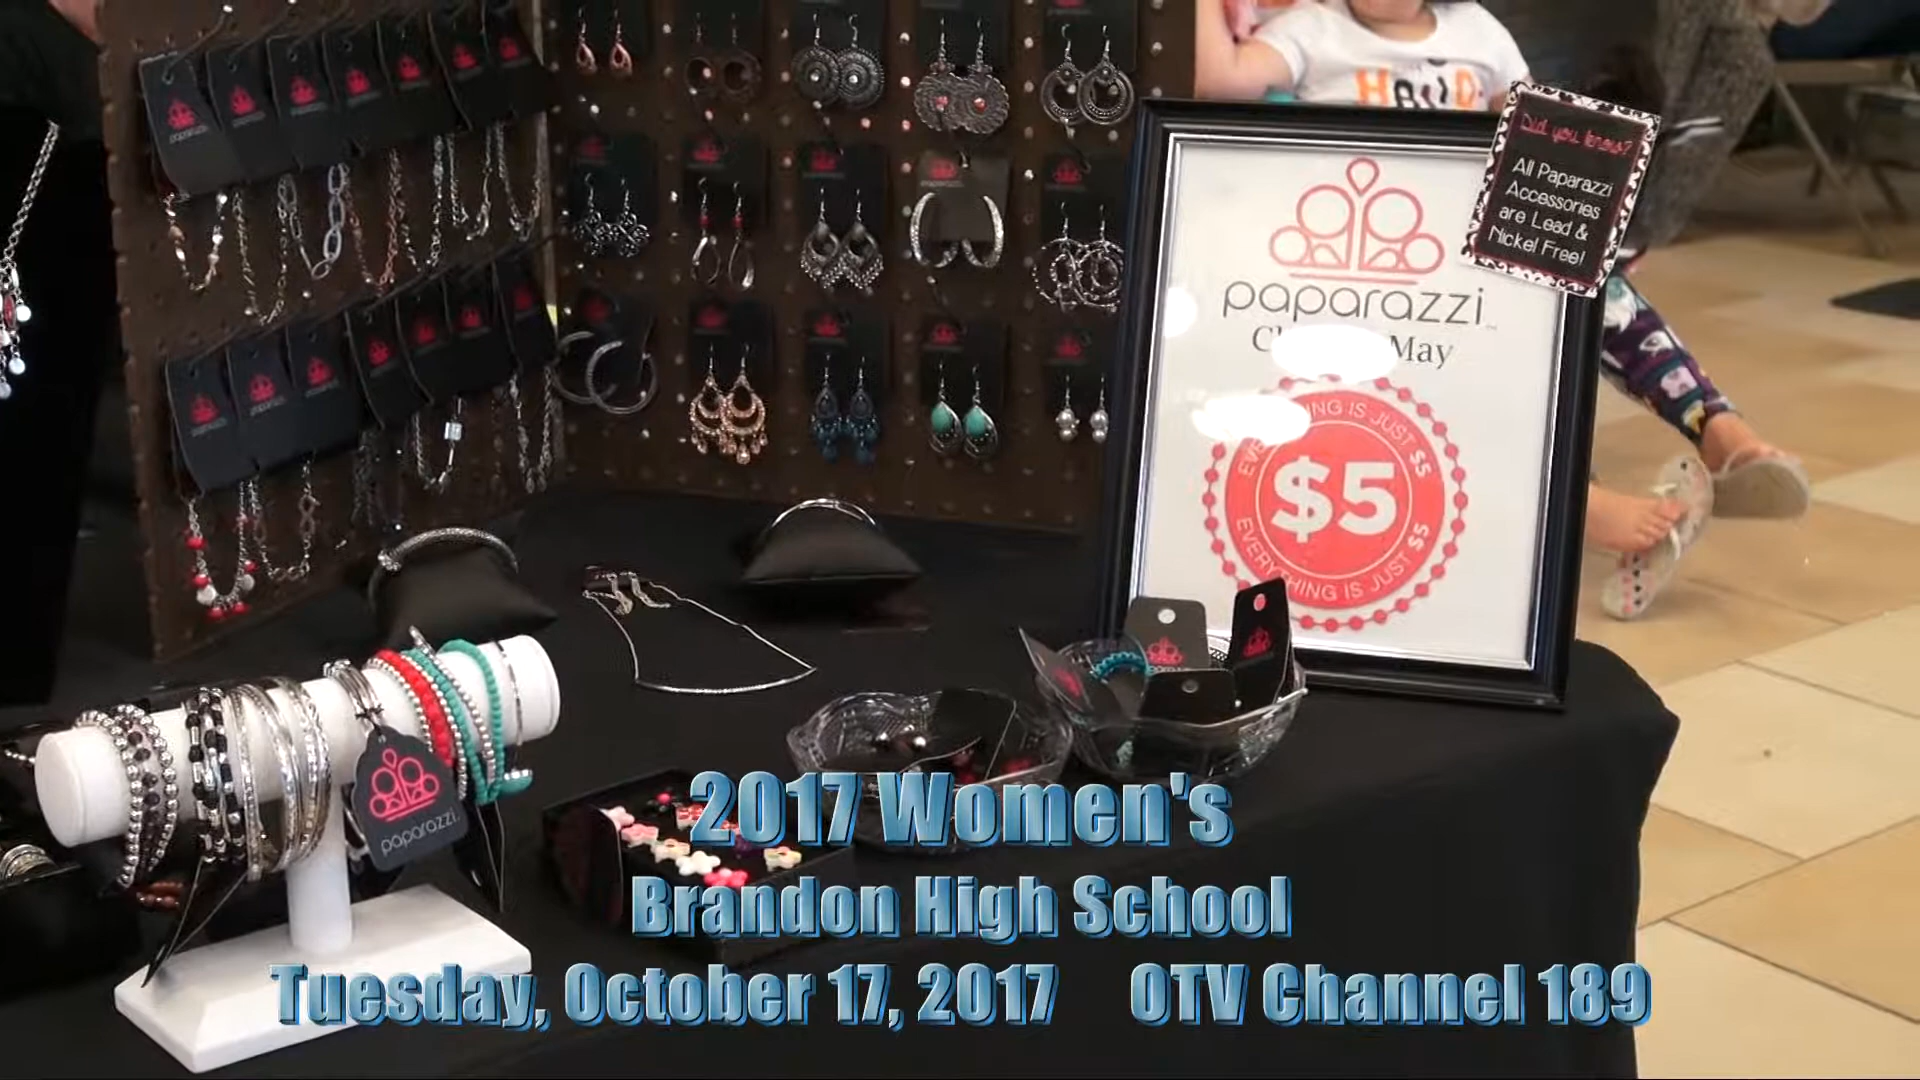 Did you know?
All Paparazzi
Accessories
are Lead &
Nickel Free!
paparazzi
May
EVERYTHING IS JUST $5
$5
EVERYTHING IS JUST $5
paparazzi
2017 Women's
Brandon High School
Tuesday, October 17, 2017 OTV Channel 189